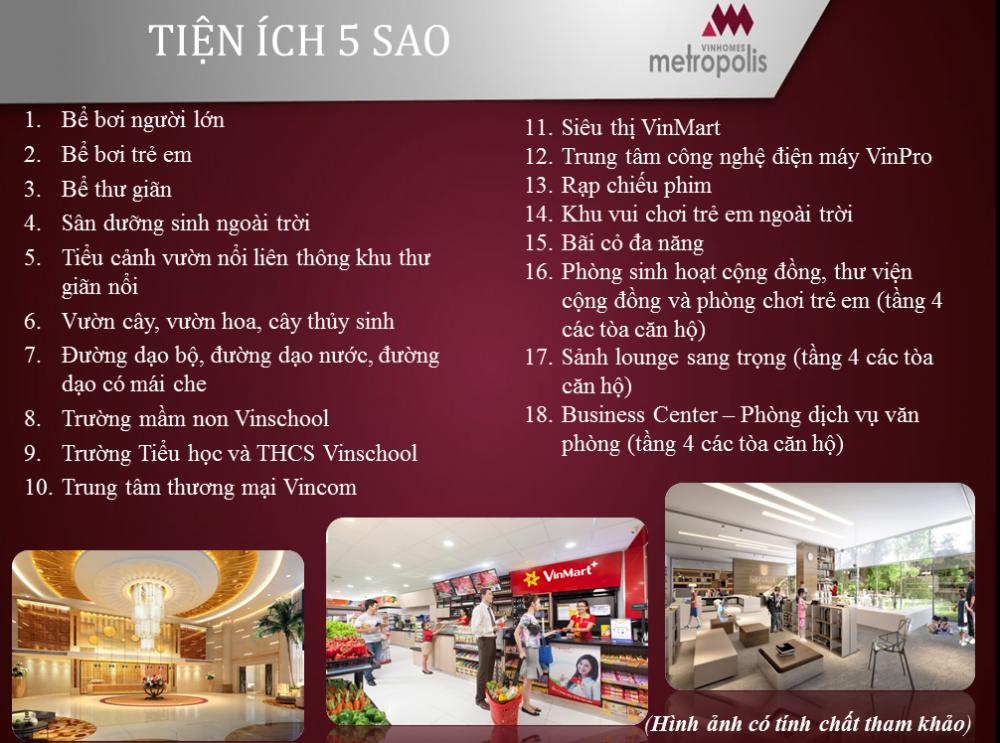 TIỆN ÍCH 5 SAO
VINHOMES
metropolis
1. Bể bơi người lớn
2. Bể bơi trẻ em
3. Bể thư giãn
4. Sân dưỡng sinh ngoài trời
5. Tiểu cảnh vườn nổi liên thông khu thư
giãn nổi
6. Vườn cây, vườn hoa, cây thủy sinh
7. Đường dạo bộ, đường dạo nước, đường
dạo có mái che
8. Trường mầm non Vinschool
9. Trường Tiểu học và THCS Vinschool
10. Trung tâm thương mại Vincom
11. Siêu thị VinMart
12. Trung tâm công nghệ điện máy VinPro
13. Rạp chiếu phim
14. Khu vui chơi trẻ em ngoài trời
15. Bãi cỏ đa năng
16. Phòng sinh hoạt cộng đồng, thư viện
cộng đồng và phòng chơi trẻ em (tầng 4
các tòa căn hộ)
17. Sảnh lounge sang trọng (tầng 4 các tòa
căn hộ)
18. Business Center – Phòng dịch vụ văn
phòng (tầng 4 các tòa căn hộ)
VinMart+
(Hình ảnh có tính chất tham khảo)